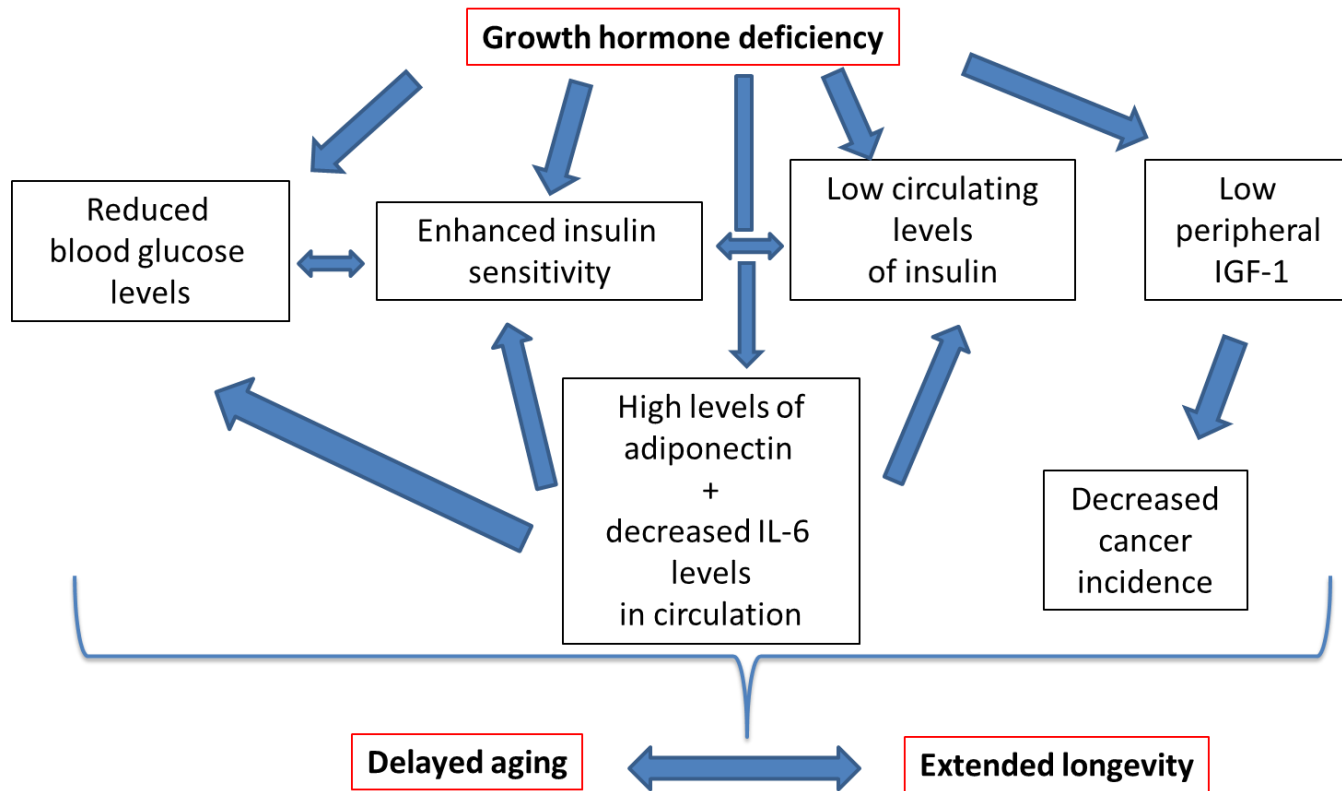 Growth hormone deficiency
Reduced
blood glucose
levels
Enhanced insulin
sensitivity
Low circulating
levels
of insulin
Low
peripheral
IGF-1
High levels of
adiponectin
+
decreased IL-6
levels
in circulation
Decreased
cancer
incidence
Delayed aging
Extended longevity